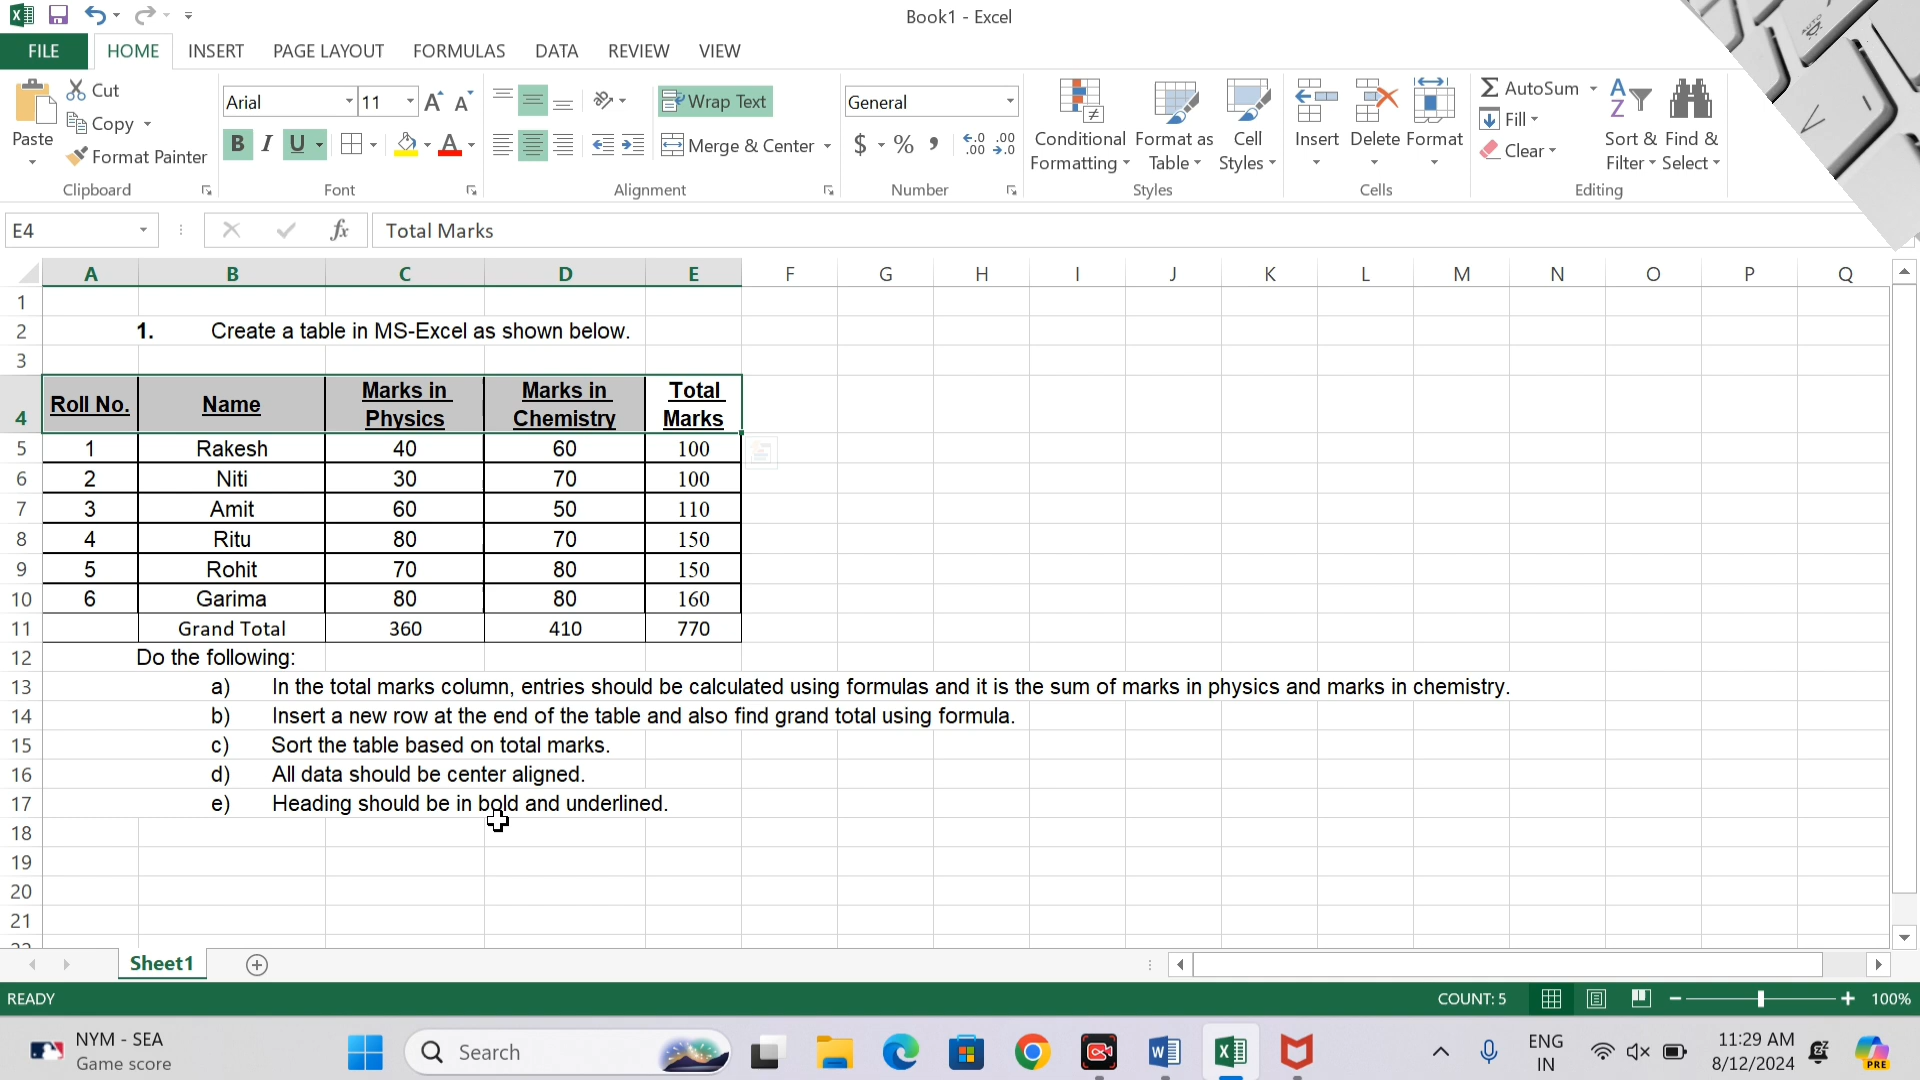 Book1 - Excel
FILE HOME INSERT PAGE LAYOUT FORMULAS DATA REVIEW VIEW
Paste
Cut
Copy
Format Painter
Clipboard
Arial 11
B I U
Font
Wrap Text
Merge & Center
Alignment
General
$ % ,
Number
Conditional Formatting
Format as Table
Cell Styles
Styles
Insert Delete Format
Cells
AutoSum
Fill
Clear
Sort & Filter
Find & Select
Editing
E4 fx Total Marks
A B C D E F G H I J K L M N O P Q
1
2 1. Create a table in MS-Excel as shown below.
3
4 Roll No. Name Marks in Physics Marks in Chemistry Total Marks
5 1 Rakesh 40 60 100
6 2 Niti 30 70 100
7 3 Amit 60 50 110
8 4 Ritu 80 70 150
9 5 Rohit 70 80 150
10 6 Garima 80 80 160
11 Grand Total 360 410 770
12 Do the following:
13 a) In the total marks column, entries should be calculated using formulas and it is the sum of marks in physics and marks in chemistry.
14 b) Insert a new row at the end of the table and also find grand total using formula.
15 c) Sort the table based on total marks.
16 d) All data should be center aligned.
17 e) Heading should be in bold and underlined.
18
19
20
21
Sheet1
READY COUNT: 5 100%
NYM - SEA
Game score
Search
ENG
IN
11:29 AM
8/12/2024
PRE